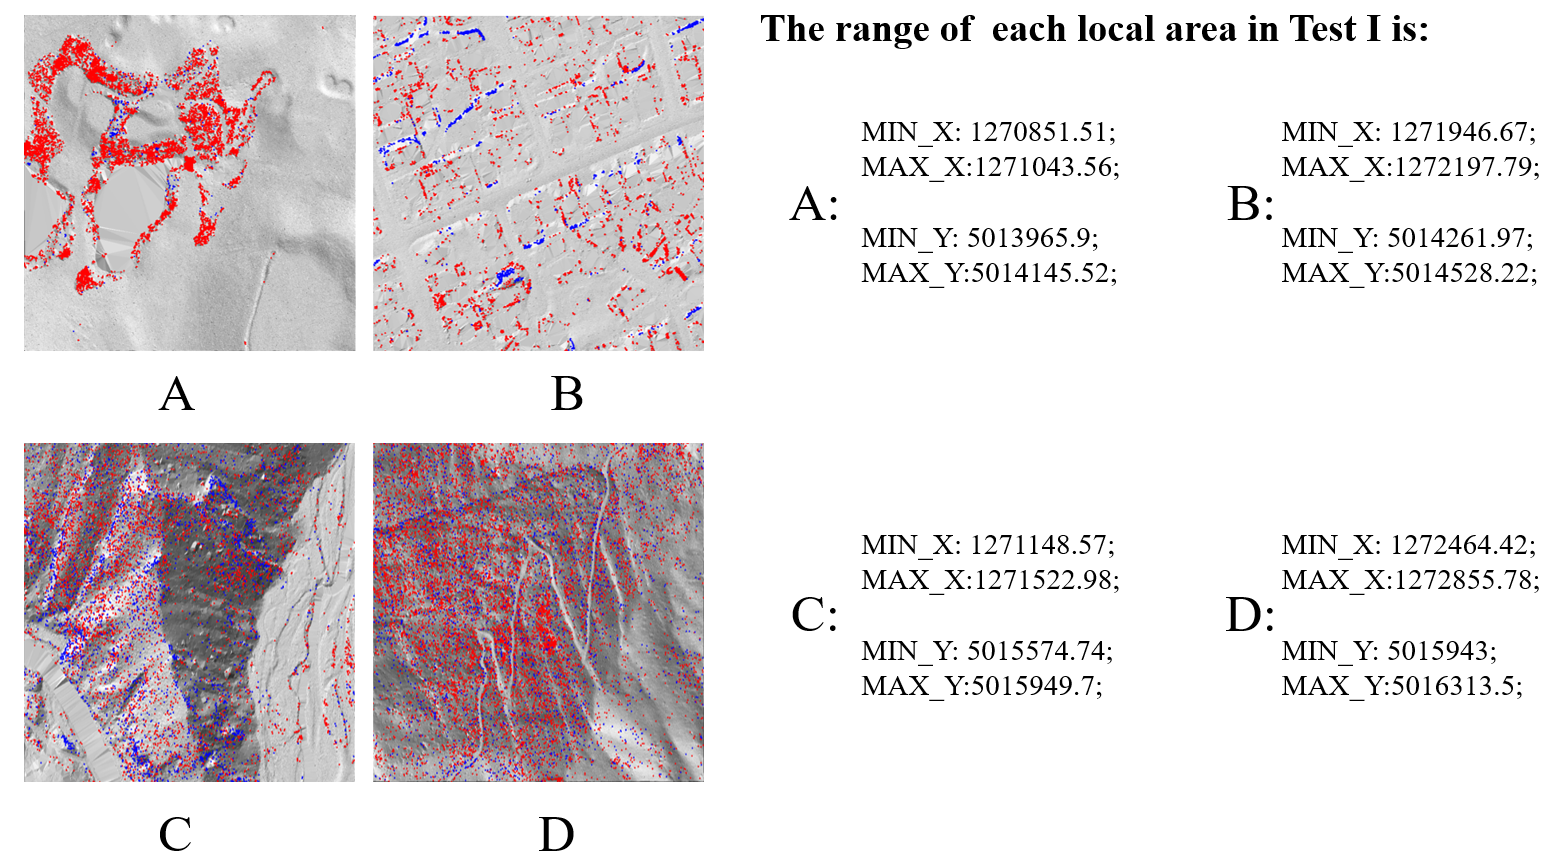 The range of  each local area in Test I is:
A
B
C
D
A:
MIN_X: 1270851.51;
MAX_X:1271043.56;
MIN_Y: 5013965.9;
MAX_Y:5014145.52;
B:
MIN_X: 1271946.67;
MAX_X:1272197.79;
MIN_Y: 5014261.97;
MAX_Y:5014528.22;
C:
MIN_X: 1271148.57;
MAX_X:1271522.98;
MIN_Y: 5015574.74;
MAX_Y:5015949.7;
D:
MIN_X: 1272464.42;
MAX_X:1272855.78;
MIN_Y: 5015943;
MAX_Y:5016313.5;